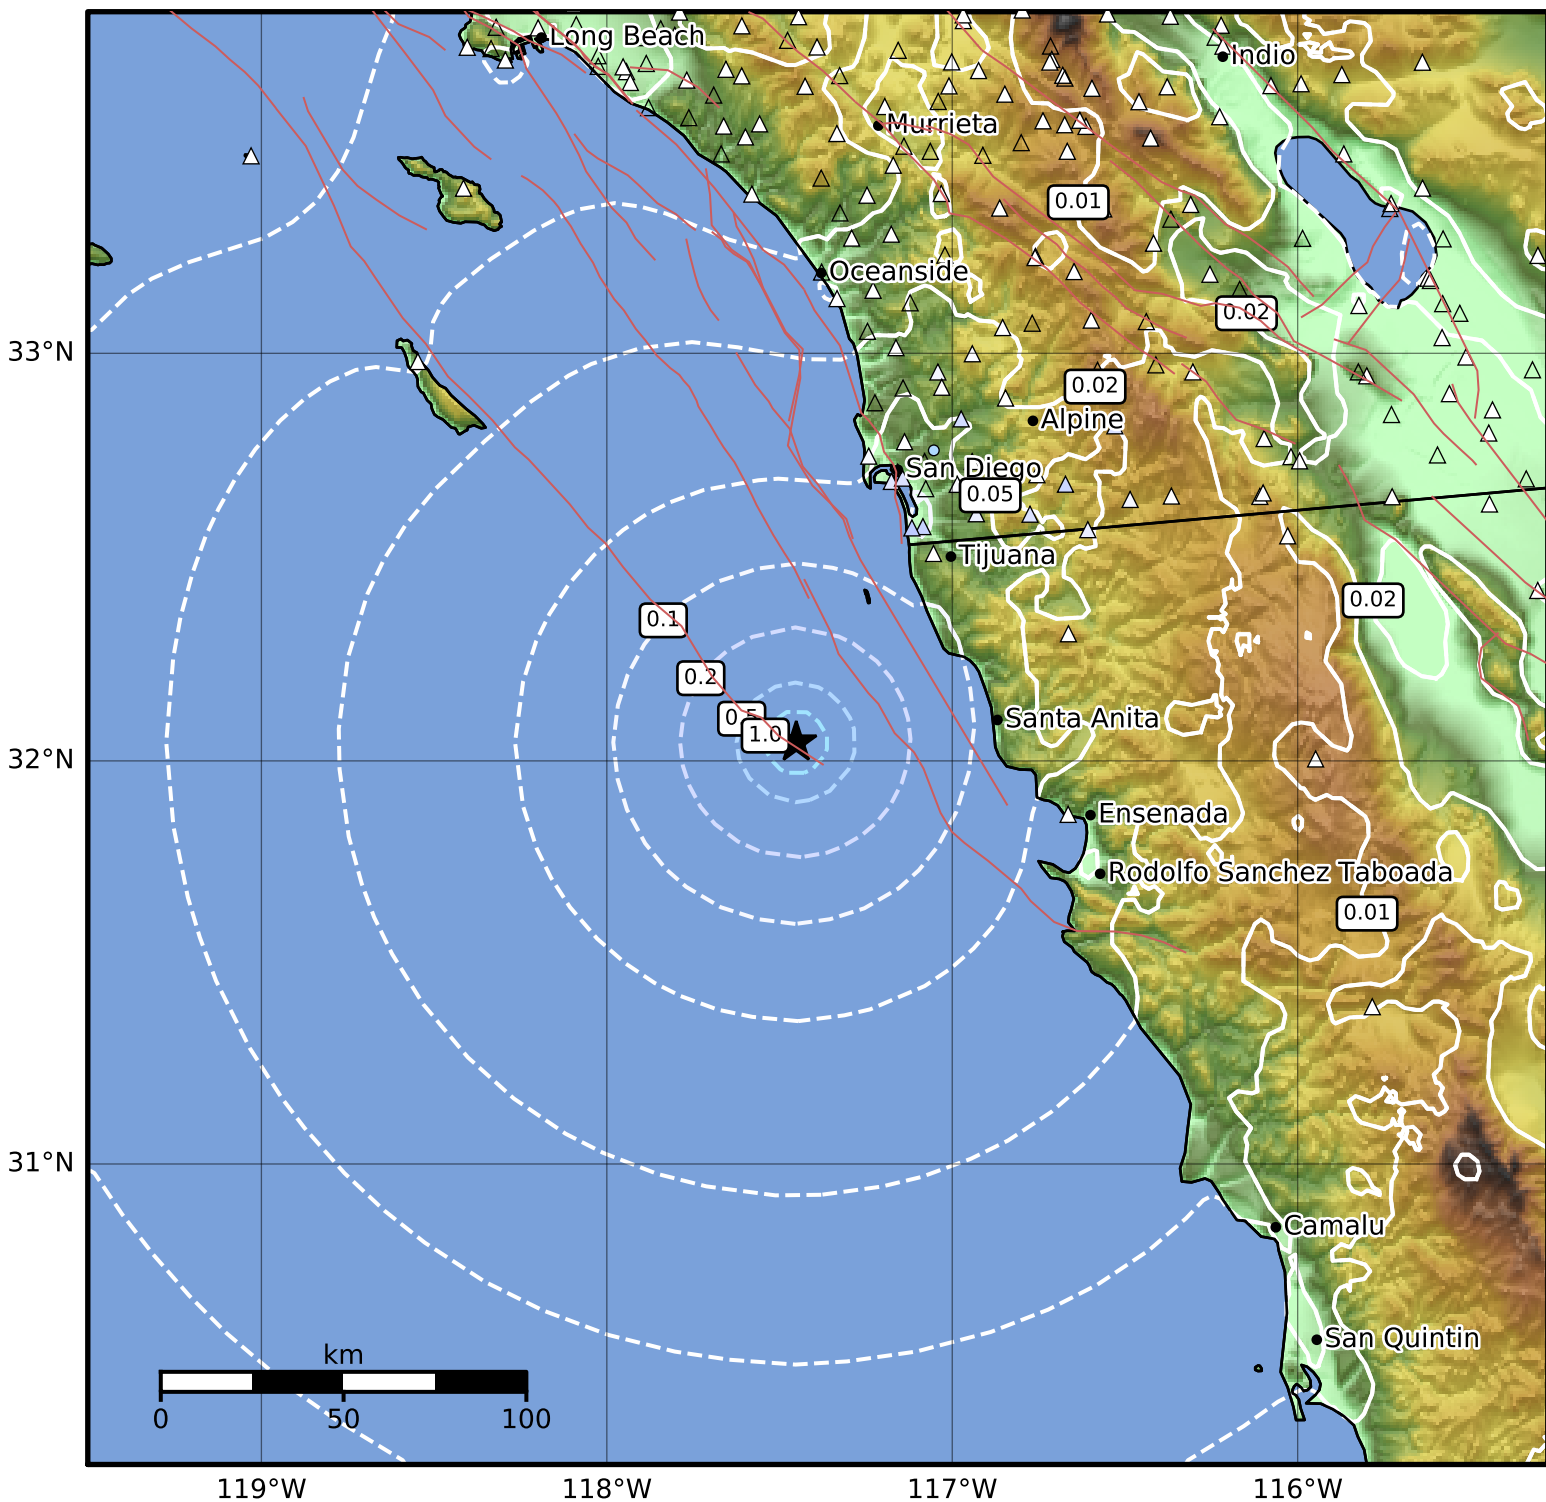 Long Beach
Indio
Murrieta
0.01
Oceanside
0.02
33°N
0.02
Alpine
San Diego
0.05
Tijuana
0.02
0.1
0.2
0.5
1.0
Santa Anita
32°N
Ensenada
Rodolfo Sanchez Taboada
0.01
31°N
Camalu
San Quintin
km
0 50 100
119°W 118°W 117°W 116°W